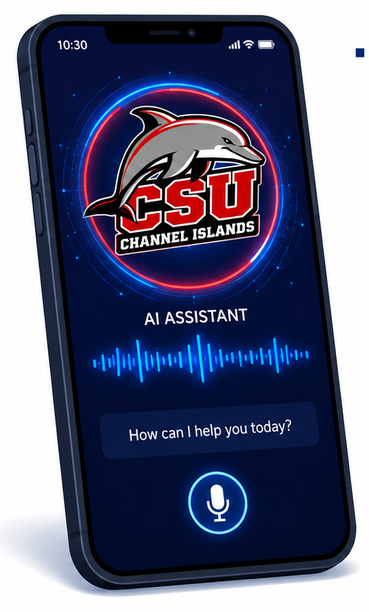 10:30
CSU
CHANNEL ISLANDS
AI ASSISTANT
How can I help you today?